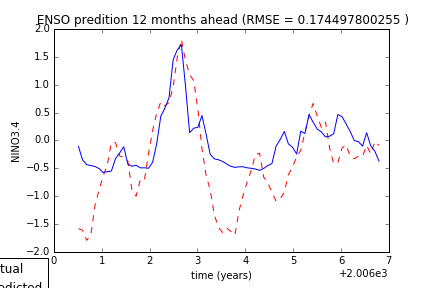 ENSO predition 12 months ahead (RMSE = 0.174497800255 )
2.0
1.5
1.0
0.5
0.0
−0.5
−1.0
−1.5
−2.0
NINO3.4
0 1 2 3 4 5 6 7
time (years)
+2.006e3
tual
edicted